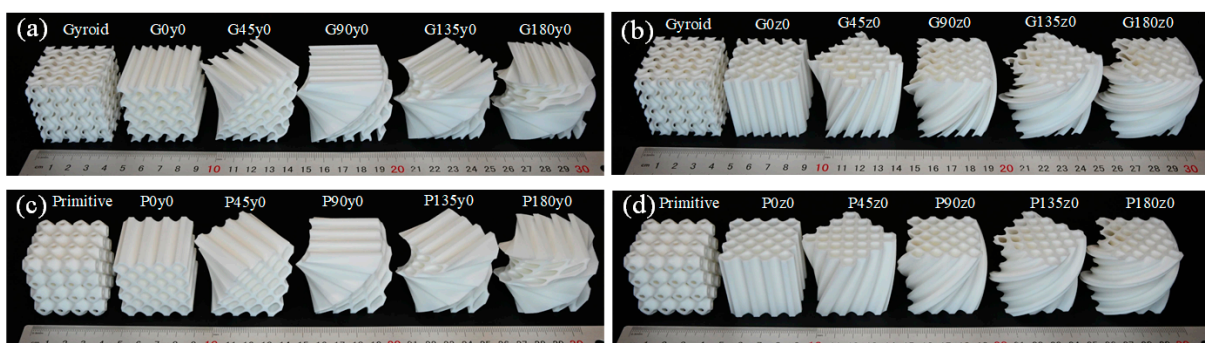 (a)
Gyroid G0y0 G45y0 G90y0 G135y0 G180y0
cm 1 2 3 4 5 6 7 8 9 10 11 12 13 14 15 16 17 18 19 20 21 22 23 24 25 26 27 28 29 30
(b)
Gyroid G0z0 G45z0 G90z0 G135z0 G180z0
cm 1 2 3 4 5 6 7 8 9 10 11 12 13 14 15 16 17 18 19 20 21 22 23 24 25 26 27 28 29 30
(c)
Primitive P0y0 P45y0 P90y0 P135y0 P180y0
(d)
Primitive P0z0 P45z0 P90z0 P135z0 P180z0